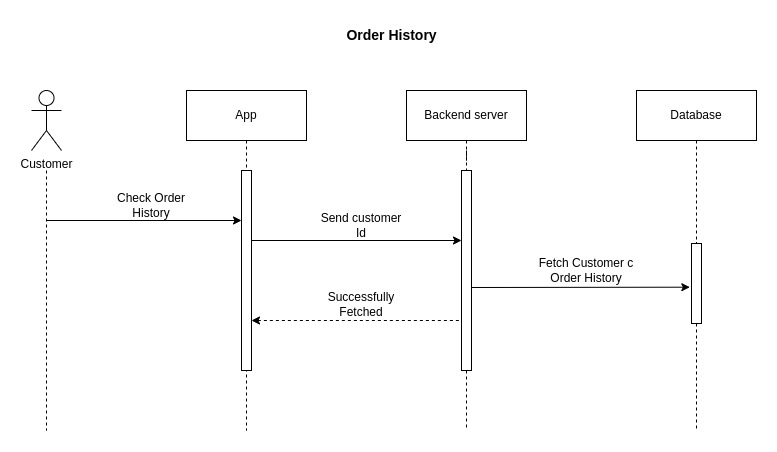 Order History
App
Backend server
Database
Customer
Check Order
History
Send customer
Id
Fetch Customer c
Order History
Successfully
Fetched